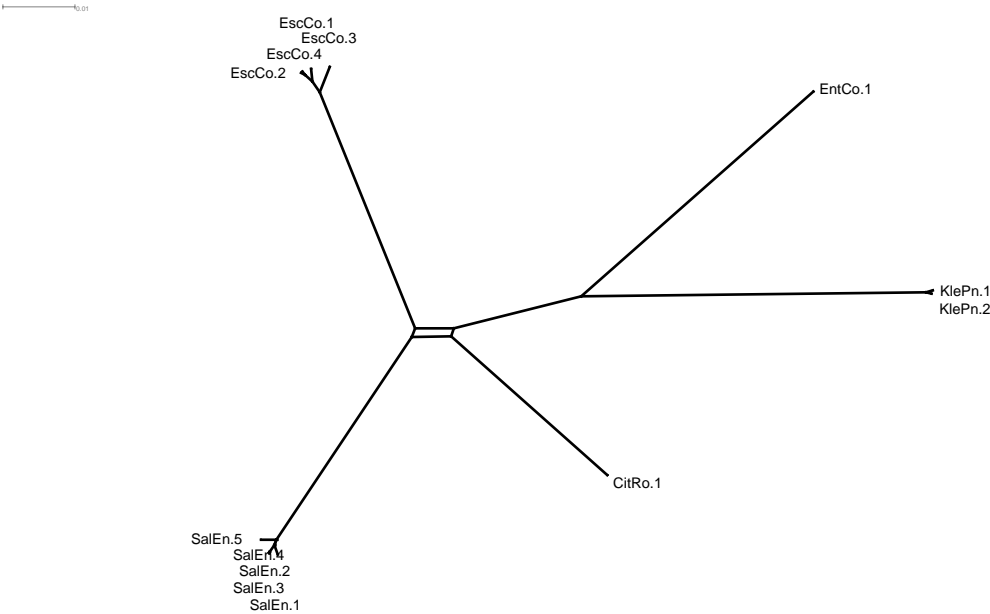 0.01
EscCo.1
EscCo.3
EscCo.4
EscCo.2
EntCo.1
KlePn.1
KlePn.2
CitRo.1
SalEn.5
SalEn.4
SalEn.2
SalEn.3
SalEn.1